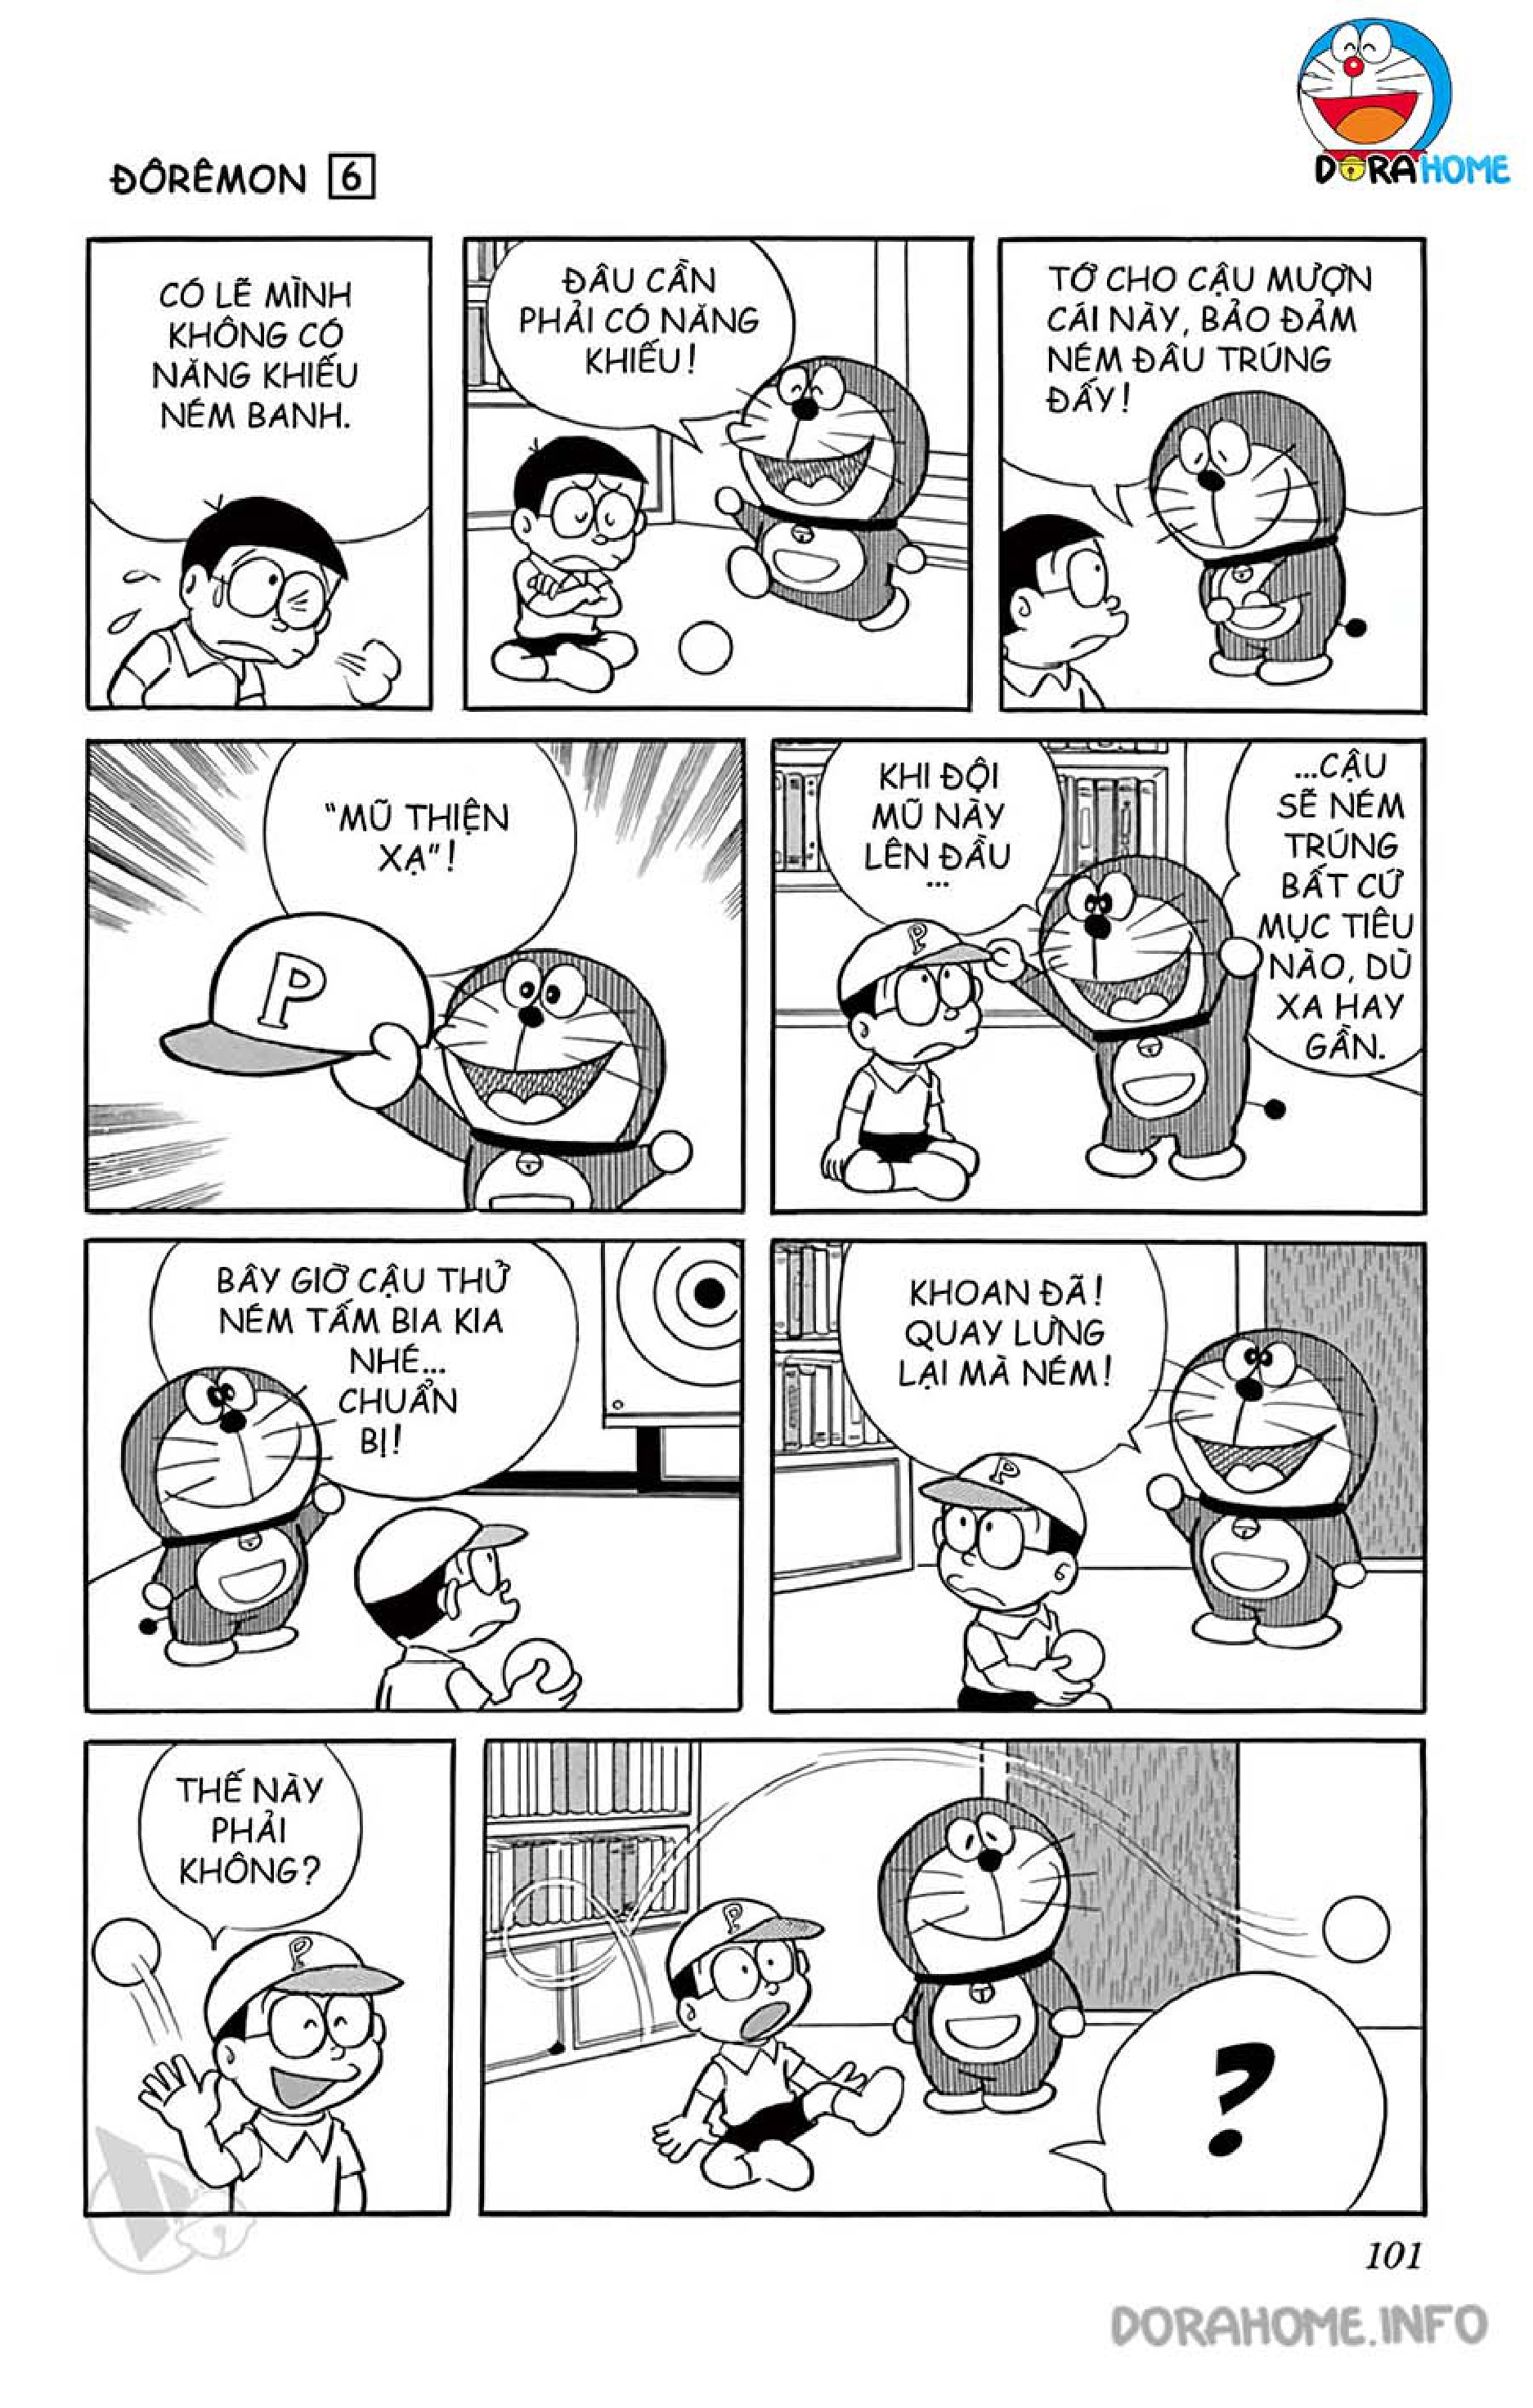 DORAHOME
ĐÔRÊMON 6
CÓ LẼ MÌNH
KHÔNG CÓ
NĂNG KHIẾU
NÉM BANH.
ĐÂU CẦN
PHẢI CÓ NĂNG
KHIẾU!
TỚ CHO CẬU MƯỢN
CÁI NÀY, BẢO ĐẢM
NÉM ĐÂU TRÚNG
ĐẤY!
"MŨ THIỆN
XẠ"!
P
KHI ĐỘI
MŨ NÀY
LÊN ĐẦU
...
P
...CẬU
SẼ NÉM
TRÚNG
BẤT CỨ
MỤC TIÊU
NÀO, DÙ
XA HAY
GẦN.
BÂY GIỜ CẬU THỬ
NÉM TẤM BIA KIA
NHÉ...
CHUẨN
BỊ!
KHOAN ĐÃ!
QUAY LƯNG
LẠI MÀ NÉM!
P
THẾ NÀY
PHẢI
KHÔNG?
P
P
?
101
DORAHOME.INFO